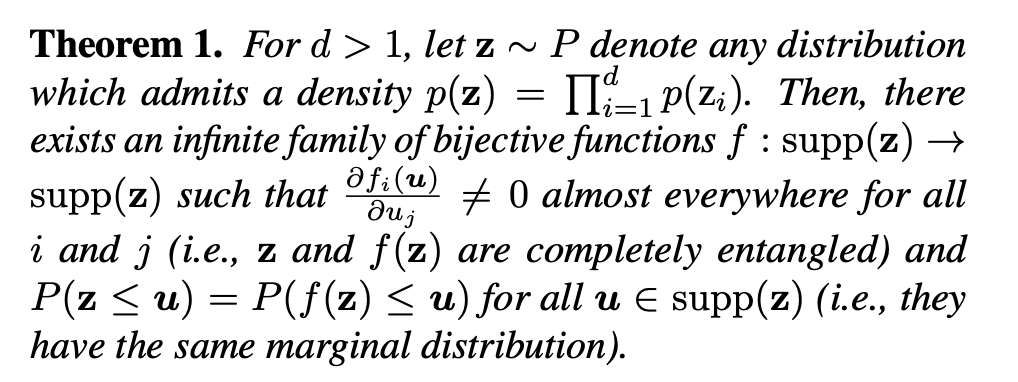 Theorem 1. For d > 1, let z ∼ P denote any distribution
which admits a density p(z) = ∏_{i=1}^{d} p(z_i). Then, there
exists an infinite family of bijective functions f : supp(z) →
supp(z) such that ∂f_i(u)/∂u_j ≠ 0 almost everywhere for all
i and j (i.e., z and f(z) are completely entangled) and
P(z ≤ u) = P(f(z) ≤ u) for all u ∈ supp(z) (i.e., they
have the same marginal distribution).